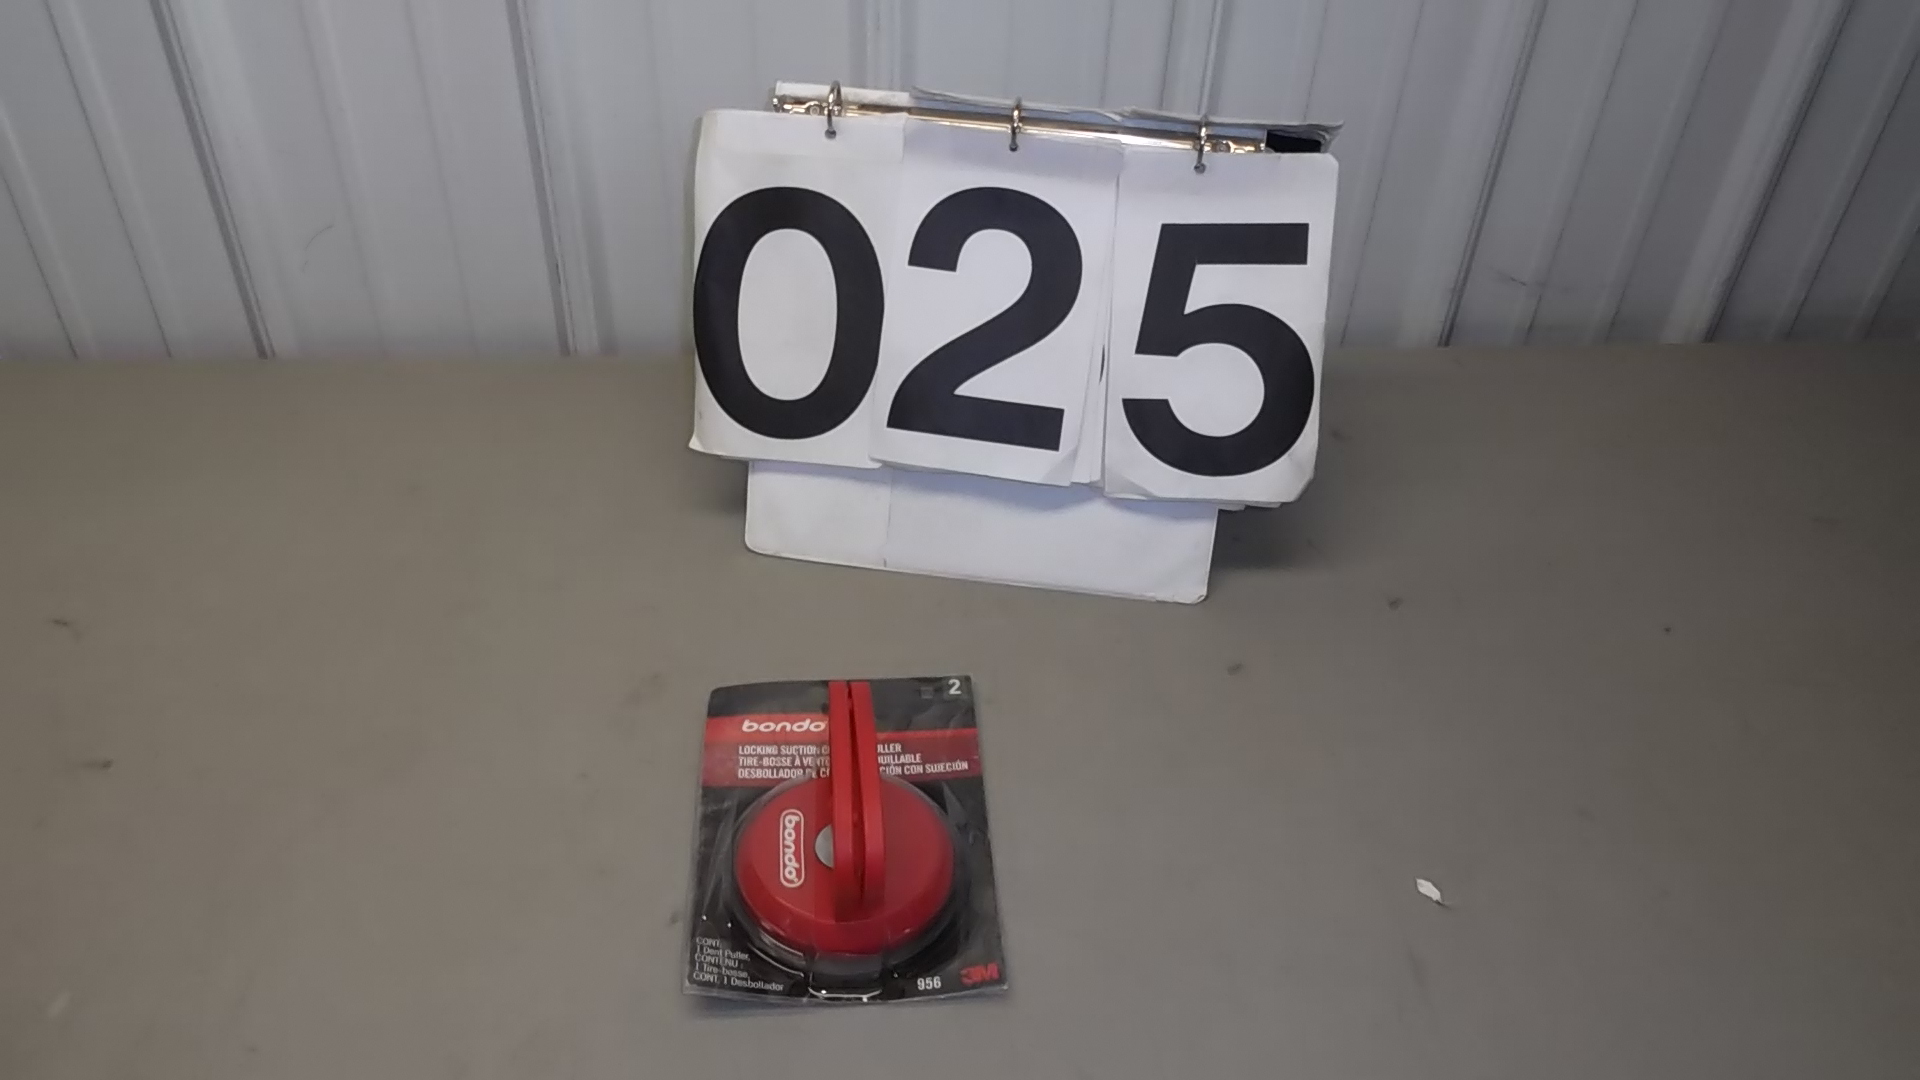 025
2
bondo
LOCKING SUCTION
TIRE-BOSSE À
DESBOLLADOR CON SUJECIÓN
bondo
CONT.
1 Dent Puller,
CONTENU :
1 Tire-bosse,
CONT. 1 Desbollador
956
3M